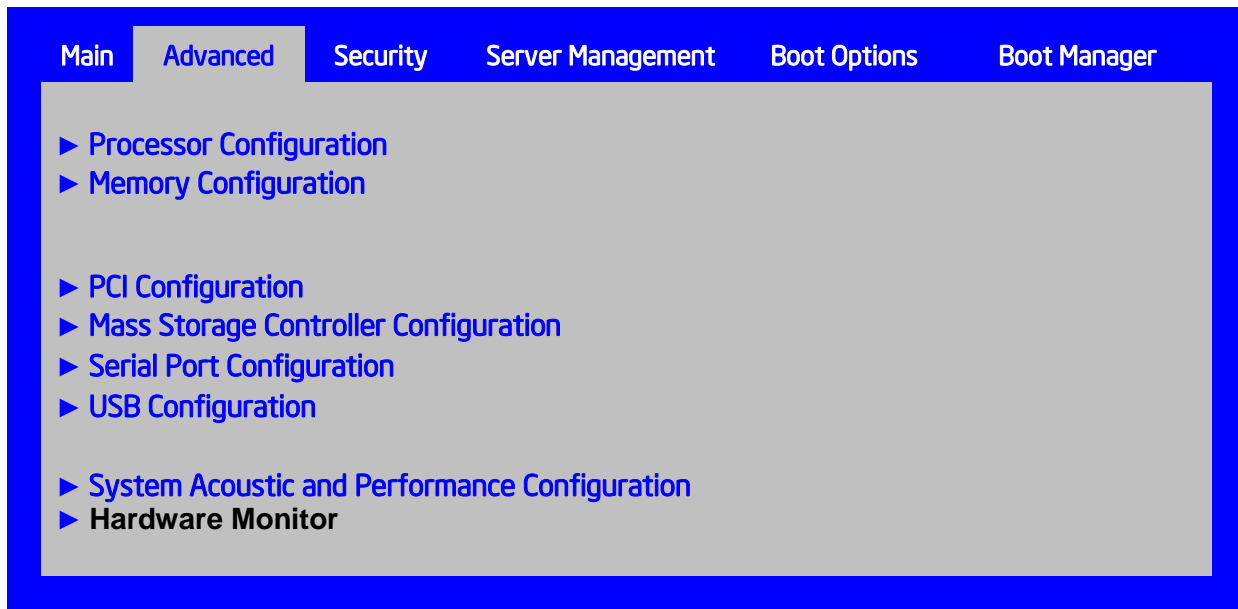 Main Advanced Security Server Management Boot Options Boot Manager
► Processor Configuration
► Memory Configuration
► PCI Configuration
► Mass Storage Controller Configuration
► Serial Port Configuration
► USB Configuration
► System Acoustic and Performance Configuration
► Hardware Monitor